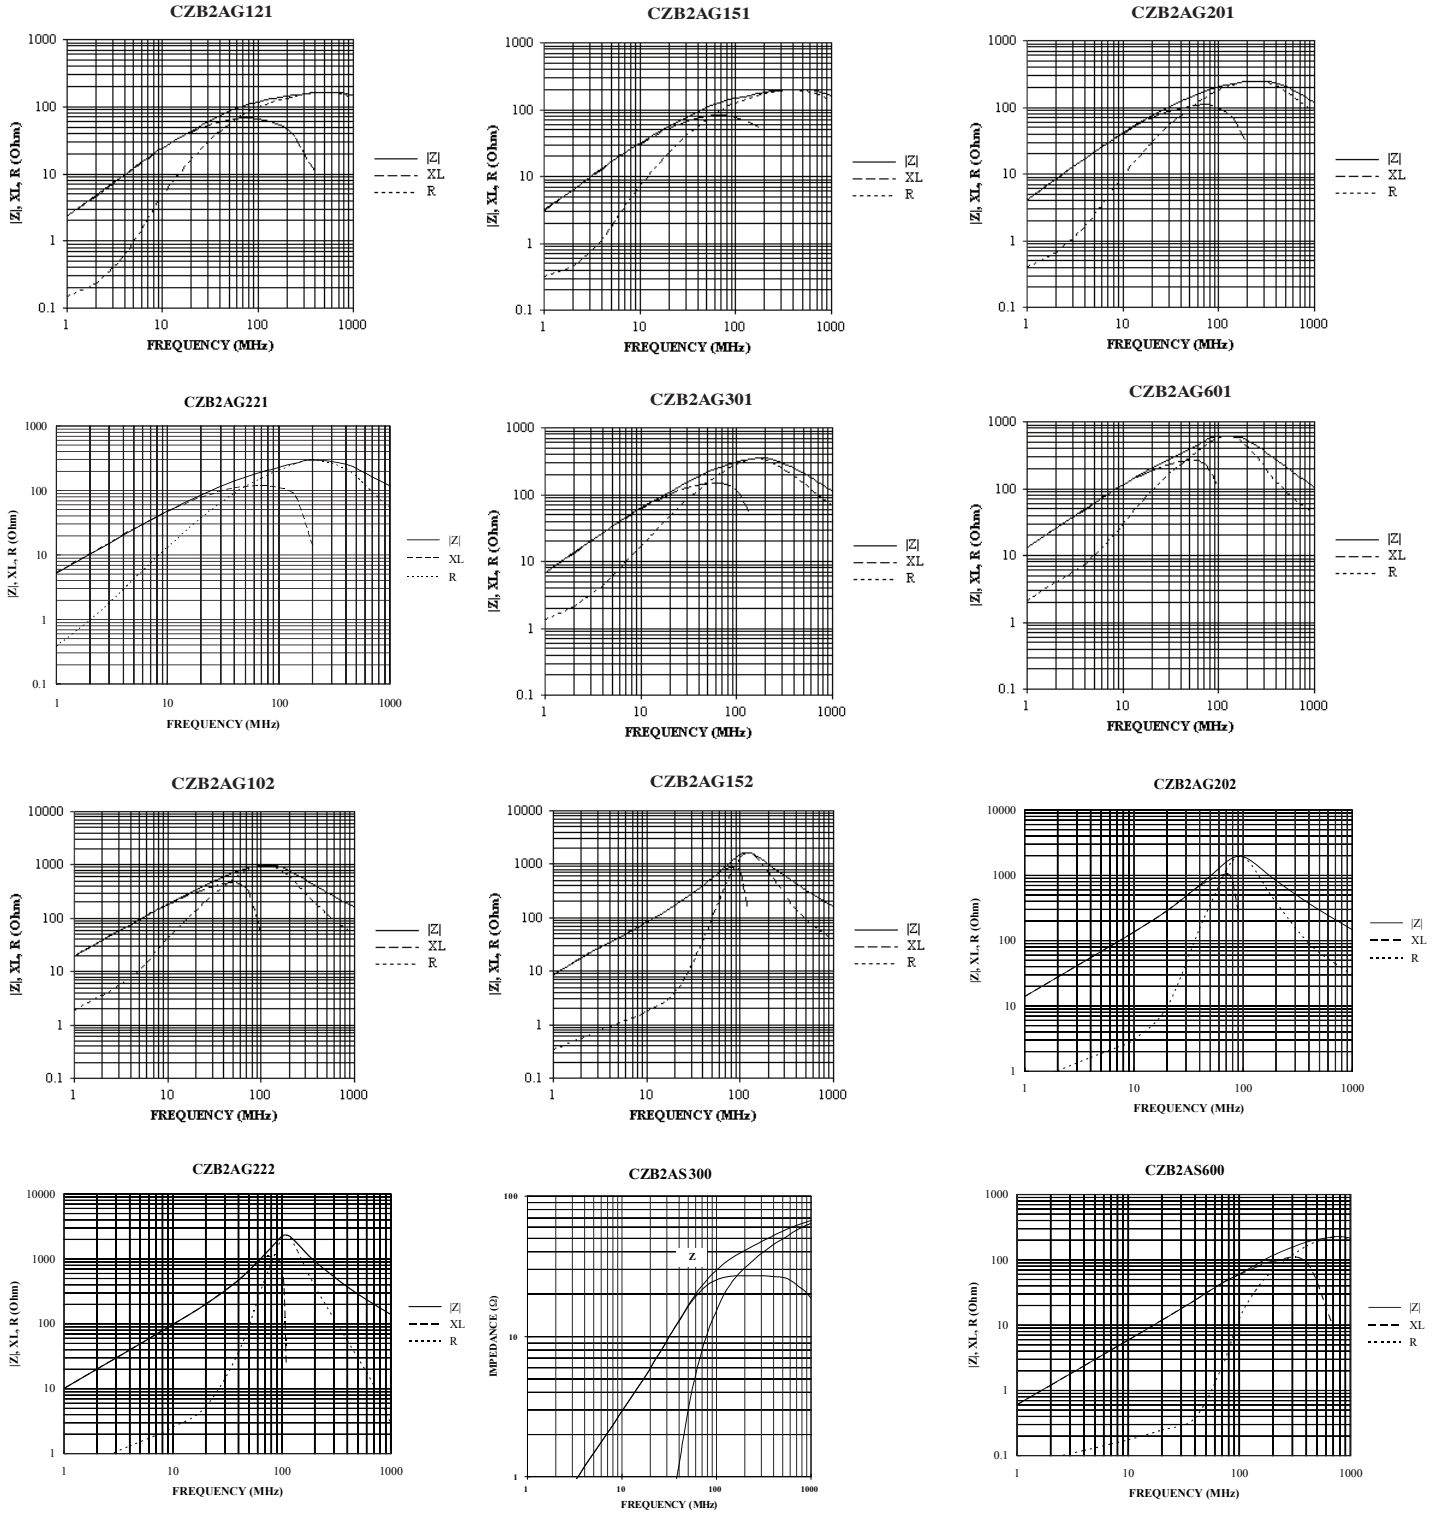 CZB2AG121
1000
100
10
1
0.1
1 10 100 1000
|Z|, XL, R (Ohm)
FREQUENCY (MHz)
|Z|
XL
R
CZB2AG151
1000
100
10
1
0.1
1 10 100 1000
|Z|, XL, R (Ohm)
FREQUENCY (MHz)
|Z|
XL
R
CZB2AG201
1000
100
10
1
0.1
1 10 100 1000
|Z|, XL, R (Ohm)
FREQUENCY (MHz)
|Z|
XL
R
CZB2AG221
1000
100
10
1
0.1
1 10 100 1000
|Z|, XL, R (Ohm)
FREQUENCY (MHz)
|Z|
XL
R
CZB2AG301
1000
100
10
1
0.1
1 10 100 1000
|Z|, XL, R (Ohm)
FREQUENCY (MHz)
|Z|
XL
R
CZB2AG601
1000
100
10
1
0.1
1 10 100 1000
|Z|, XL, R (Ohm)
FREQUENCY (MHz)
|Z|
XL
R
CZB2AG102
10000
1000
100
10
1
0.1
1 10 100 1000
|Z|, XL, R (Ohm)
FREQUENCY (MHz)
|Z|
XL
R
CZB2AG152
10000
1000
100
10
1
0.1
1 10 100 1000
|Z|, XL, R (Ohm)
FREQUENCY (MHz)
|Z|
XL
R
CZB2AG202
10000
1000
100
10
1
1 10 100 1000
|Z|, XL, R (Ohm)
FREQUENCY (MHz)
|Z|
XL
R
CZB2AG222
10000
1000
100
10
1
1 10 100 1000
|Z|, XL, R (Ohm)
FREQUENCY (MHz)
|Z|
XL
R
CZB2AS300
100
10
1
Z
1 10 100 1000
IMPEDANCE (Ω)
FREQUENCY (MHz)
CZB2AS600
1000
100
10
1
0.1
1 10 100 1000
|Z|, XL, R (Ohm)
FREQUENCY (MHz)
|Z|
XL
R